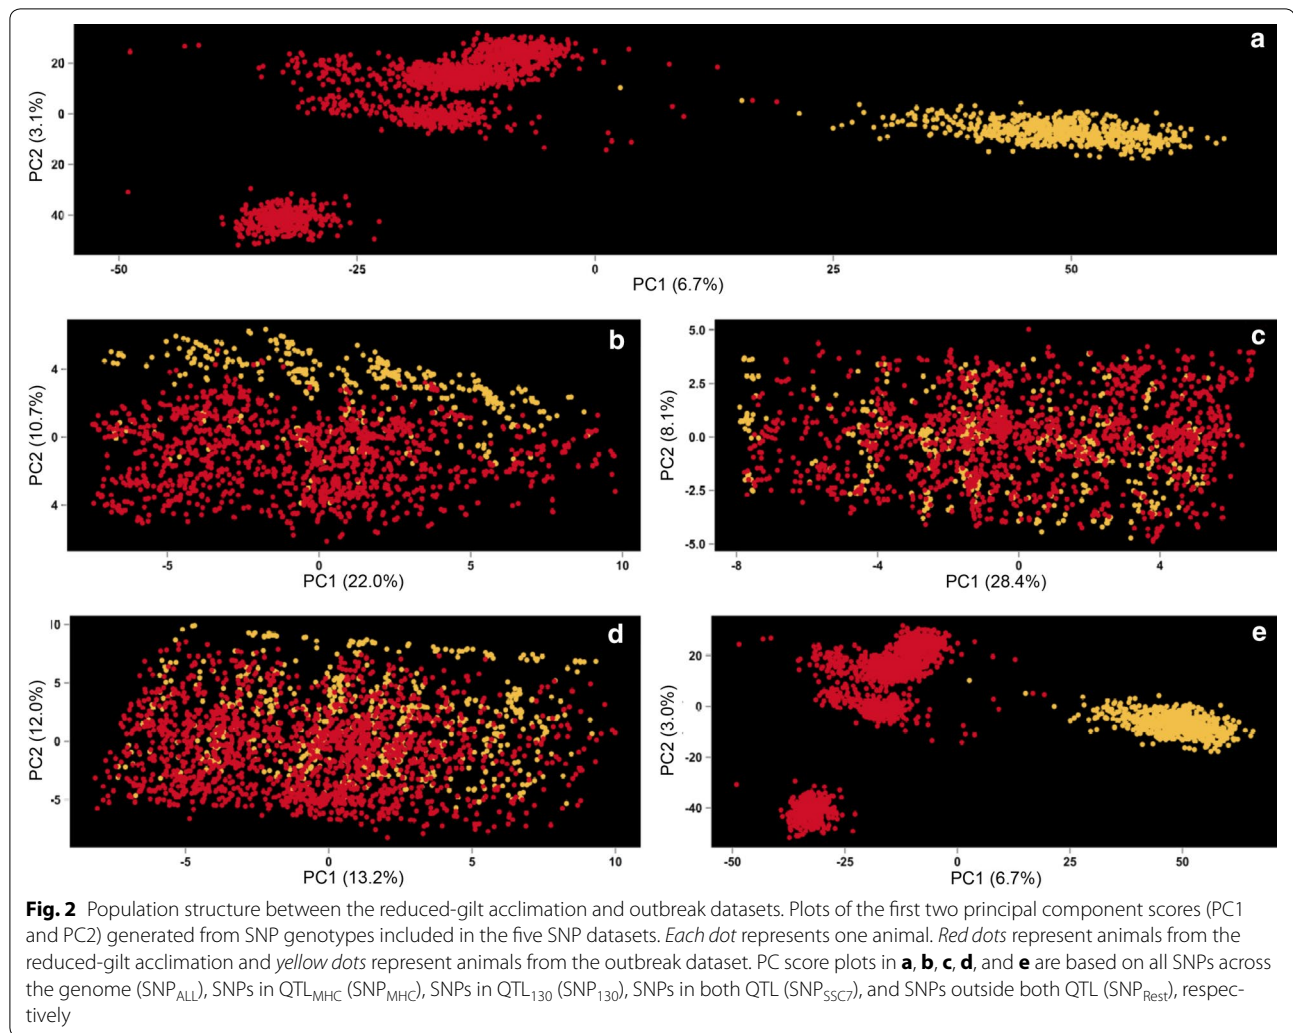 a
PC2 (3.1%)
20
0
20
40
-50 -25 0 25 50
PC1 (6.7%)
b
PC2 (10.7%)
4
0
4
-5 0 5 10
PC1 (22.0%)
c
PC2 (8.1%)
5.0
2.5
0.0
-2.5
-5.0
-8 -4 0 4
PC1 (28.4%)
d
PC2 (12.0%)
10
5
0
-5
-5 0 5 10
PC1 (13.2%)
e
PC2 (3.0%)
20
0
-20
-40
-50 -25 0 25 50
PC1 (6.7%)
Fig. 2 Population structure between the reduced-gilt acclimation and outbreak datasets. Plots of the first two principal component scores (PC1
and PC2) generated from SNP genotypes included in the five SNP datasets. Each dot represents one animal. Red dots represent animals from the
reduced-gilt acclimation and yellow dots represent animals from the outbreak dataset. PC score plots in a, b, c, d, and e are based on all SNPs across
the genome (SNPALL), SNPs in QTLMHC (SNPMHC), SNPs in QTL130 (SNP130), SNPs in both QTL (SNPSSC7), and SNPs outside both QTL (SNPRest), respec-
tively